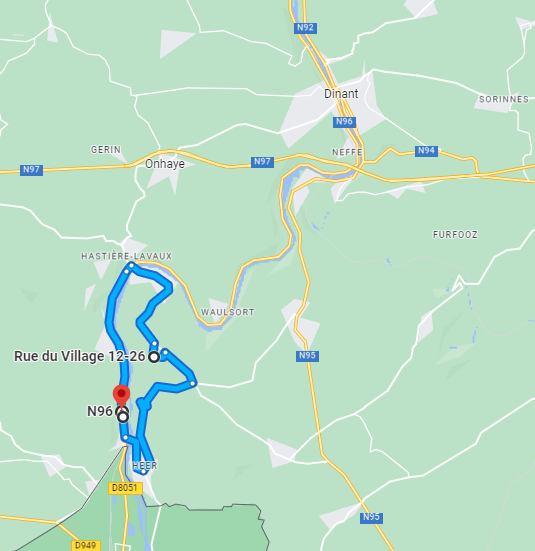 N92
Dinant
SORINNES
N96
GERIN
NEFFE
N94
N97
Onhaye
N97
FURFOOZ
HASTIÈRE-LAVAUX
WAULSORT
Rue du Village 12-26
N95
N96
HEER
D8051
N95
D949